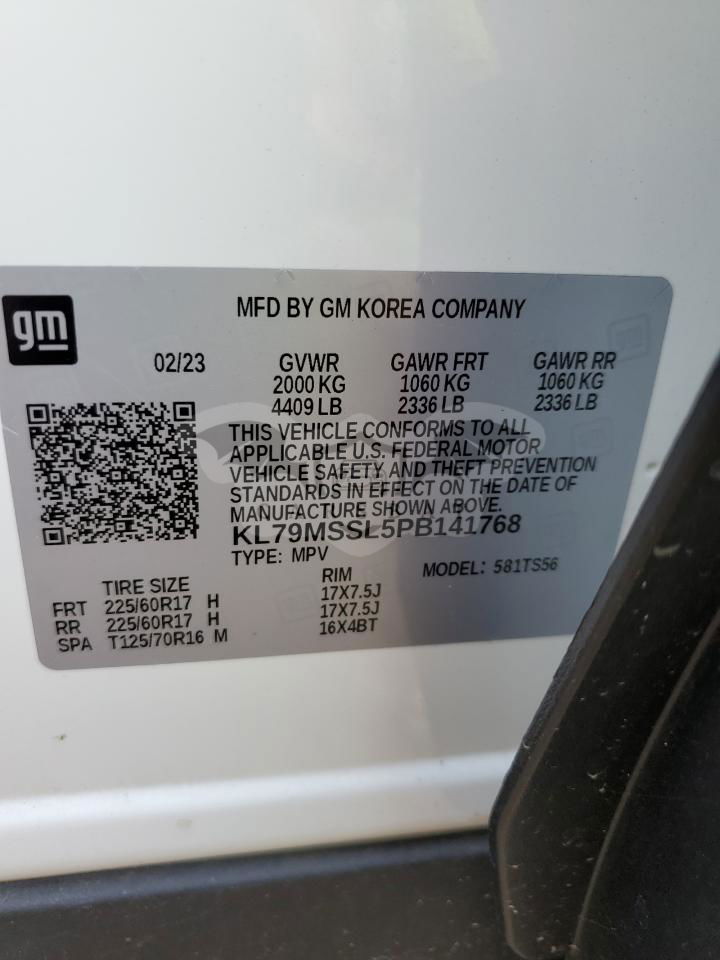 gm
MFD BY GM KOREA COMPANY
02/23 GVWR GAWR FRT GAWR RR
2000 KG 1060 KG 1060 KG
4409 LB 2336 LB 2336 LB
THIS VEHICLE CONFORMS TO ALL
APPLICABLE U.S. FEDERAL MOTOR
VEHICLE SAFETY AND THEFT PREVENTION
STANDARDS IN EFFECT ON THE DATE OF
MANUFACTURE SHOWN ABOVE.
KL79MSSL5PB141768
TYPE: MPV MODEL: 581TS56
TIRE SIZE RIM
FRT 225/60R17 H 17X7.5J
RR 225/60R17 H 17X7.5J
SPA T125/70R16 M 16X4BT